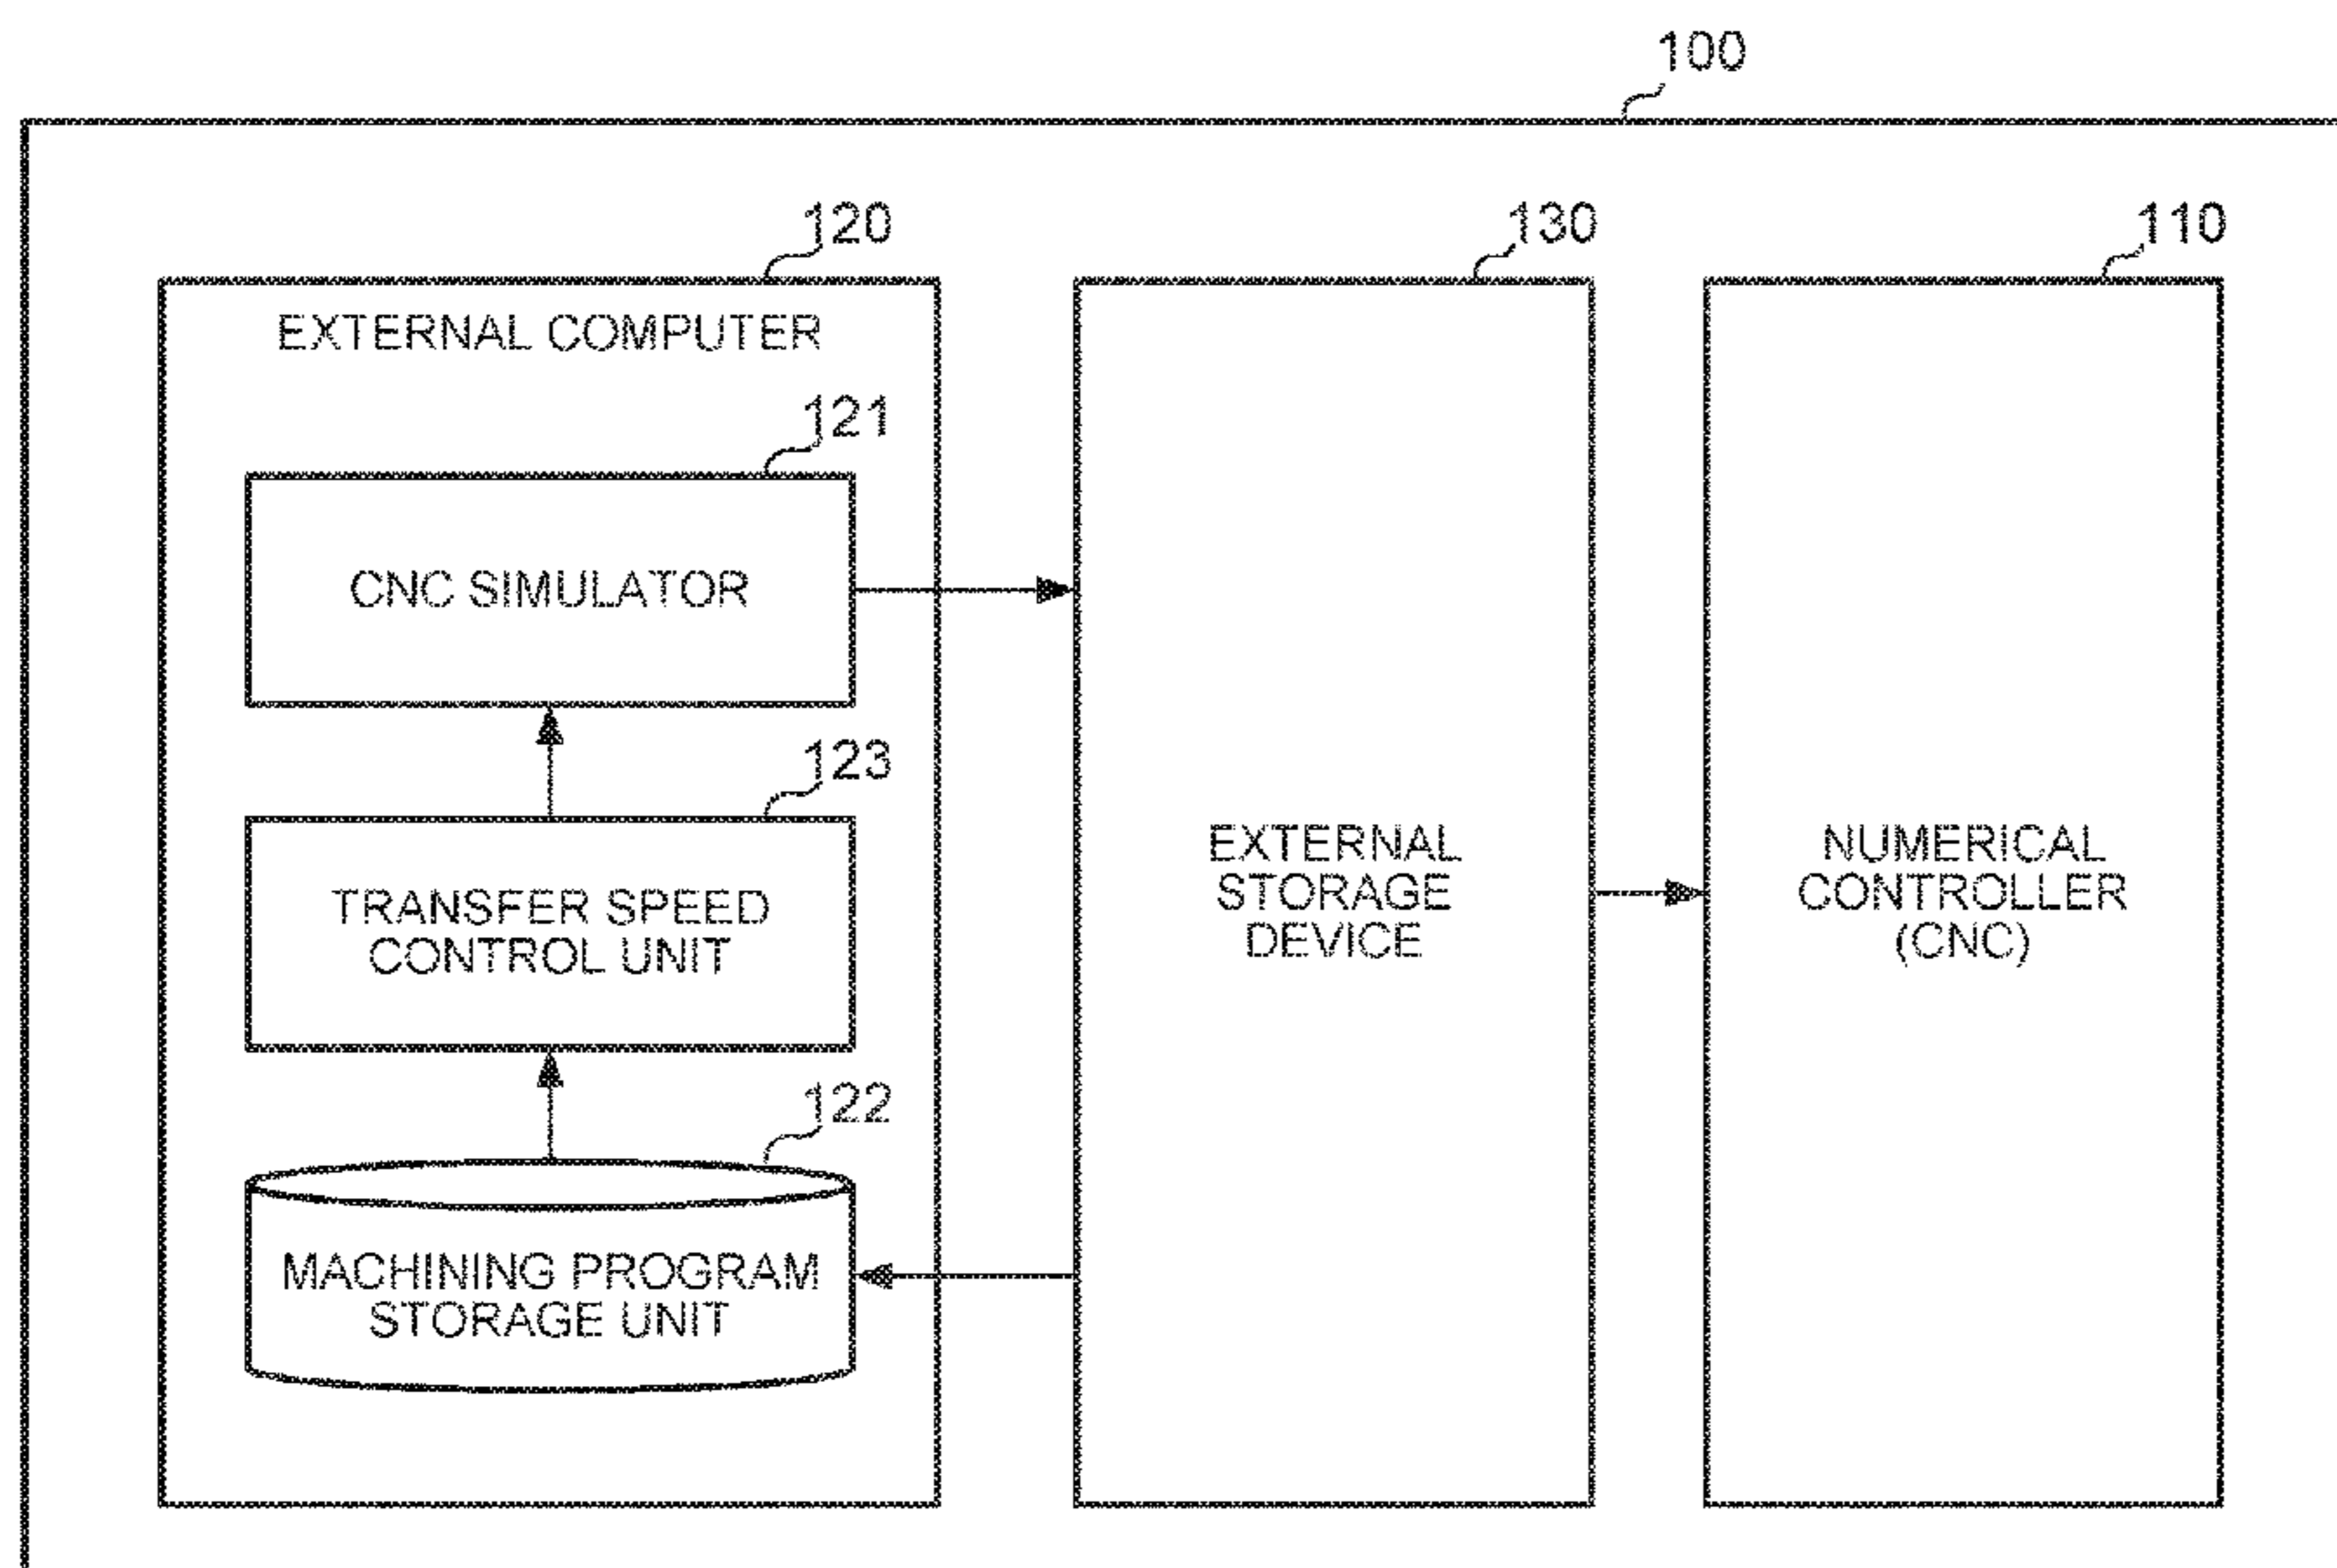 100
120
130
110
EXTERNAL COMPUTER
121
CNC SIMULATOR
123
TRANSFER SPEED
CONTROL UNIT
122
MACHINING PROGRAM
STORAGE UNIT
EXTERNAL
STORAGE
DEVICE
NUMERICAL
CONTROLLER
(CNC)